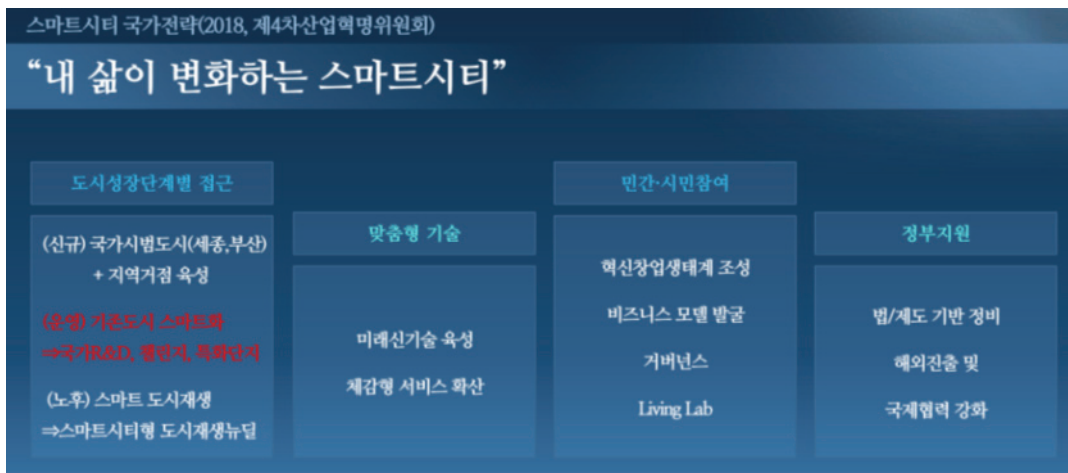 스마트시티 국가전략(2018, 제4차산업혁명위원회)
“내 삶이 변화하는 스마트시티”
도시성장단계별 접근
(신규) 국가시범도시(세종,부산)
+ 지역거점 육성
(운영) 기존도시 스마트화
⇒국가R&D, 챌린지, 특화단지
(노후) 스마트 도시재생
⇒스마트시티형 도시재생뉴딜
맞춤형 기술
미래신기술 육성
체감형 서비스 확산
민간·시민참여
혁신창업생태계 조성
비즈니스 모델 발굴
거버넌스
Living Lab
정부지원
법/제도 기반 정비
해외진출 및
국제협력 강화